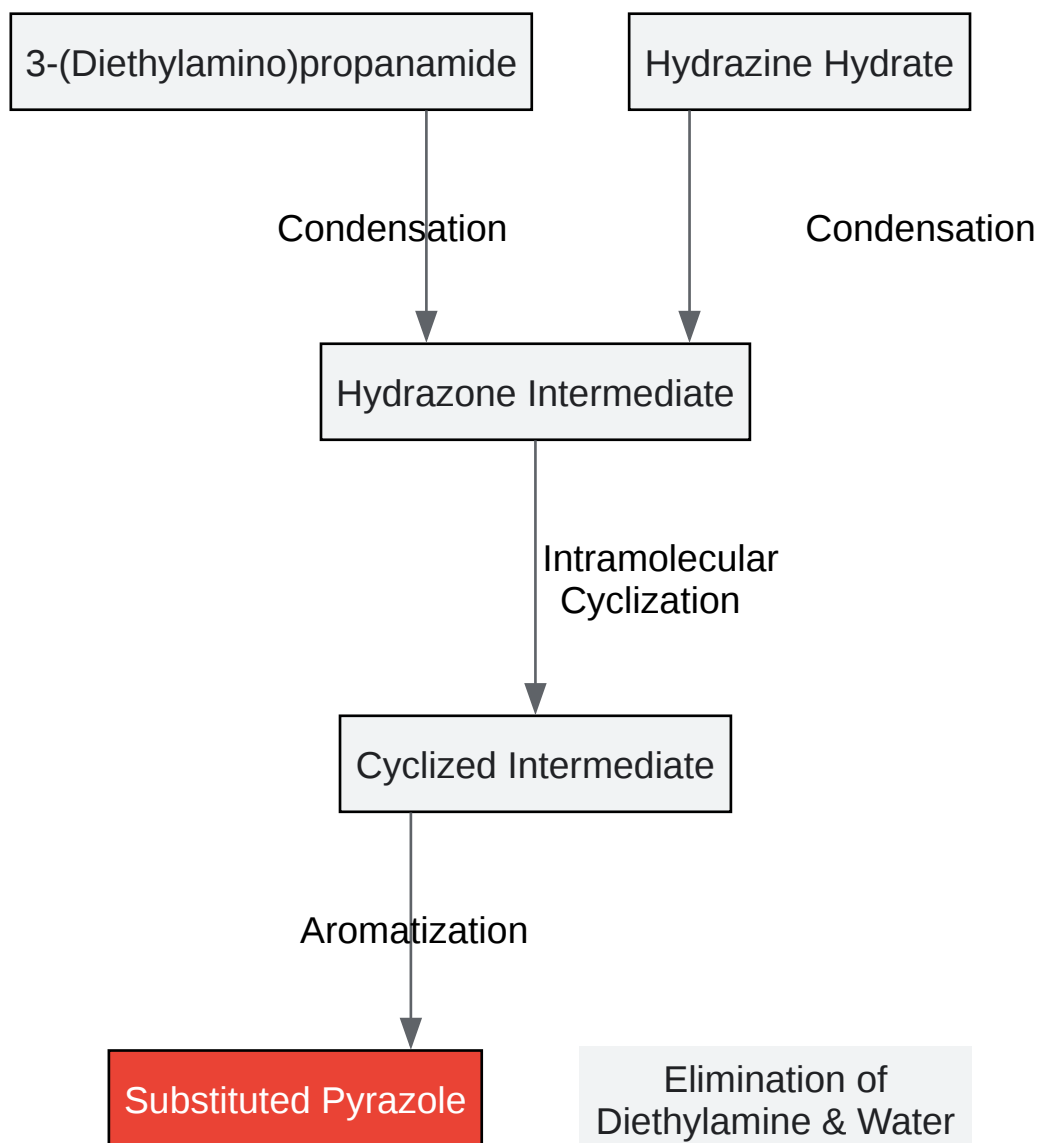 3-(Diethylamino)propanamide
Hydrazine Hydrate
Condensation
Condensation
Hydrazone Intermediate
Intramolecular
Cyclization
Cyclized Intermediate
Aromatization
Substituted Pyrazole
Elimination of
Diethylamine & Water